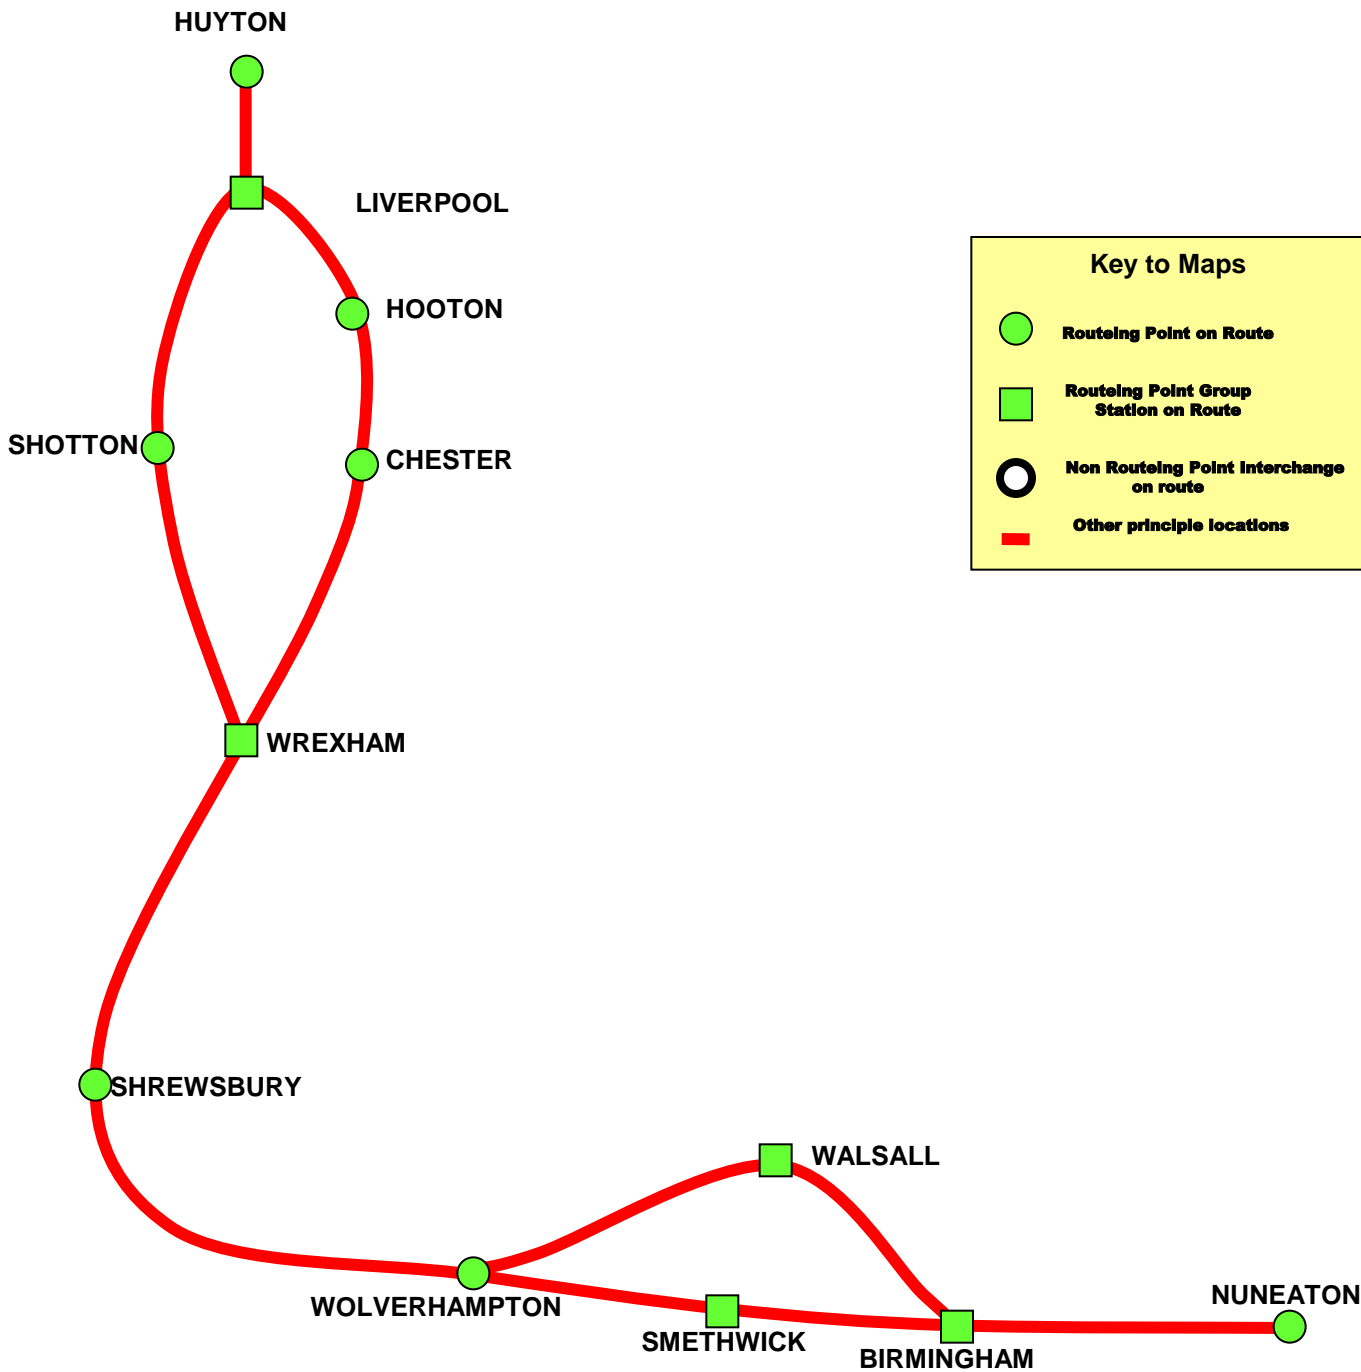 HUYTON
LIVERPOOL
Key to Maps
HOOTON
Routeing Point on Route
Routeing Point Group
Station on Route
SHOTTON
CHESTER
Non Routeing Point Interchange
on route
Other principle locations
WREXHAM
SHREWSBURY
WALSALL
WOLVERHAMPTON
NUNEATON
SMETHWICK
BIRMINGHAM